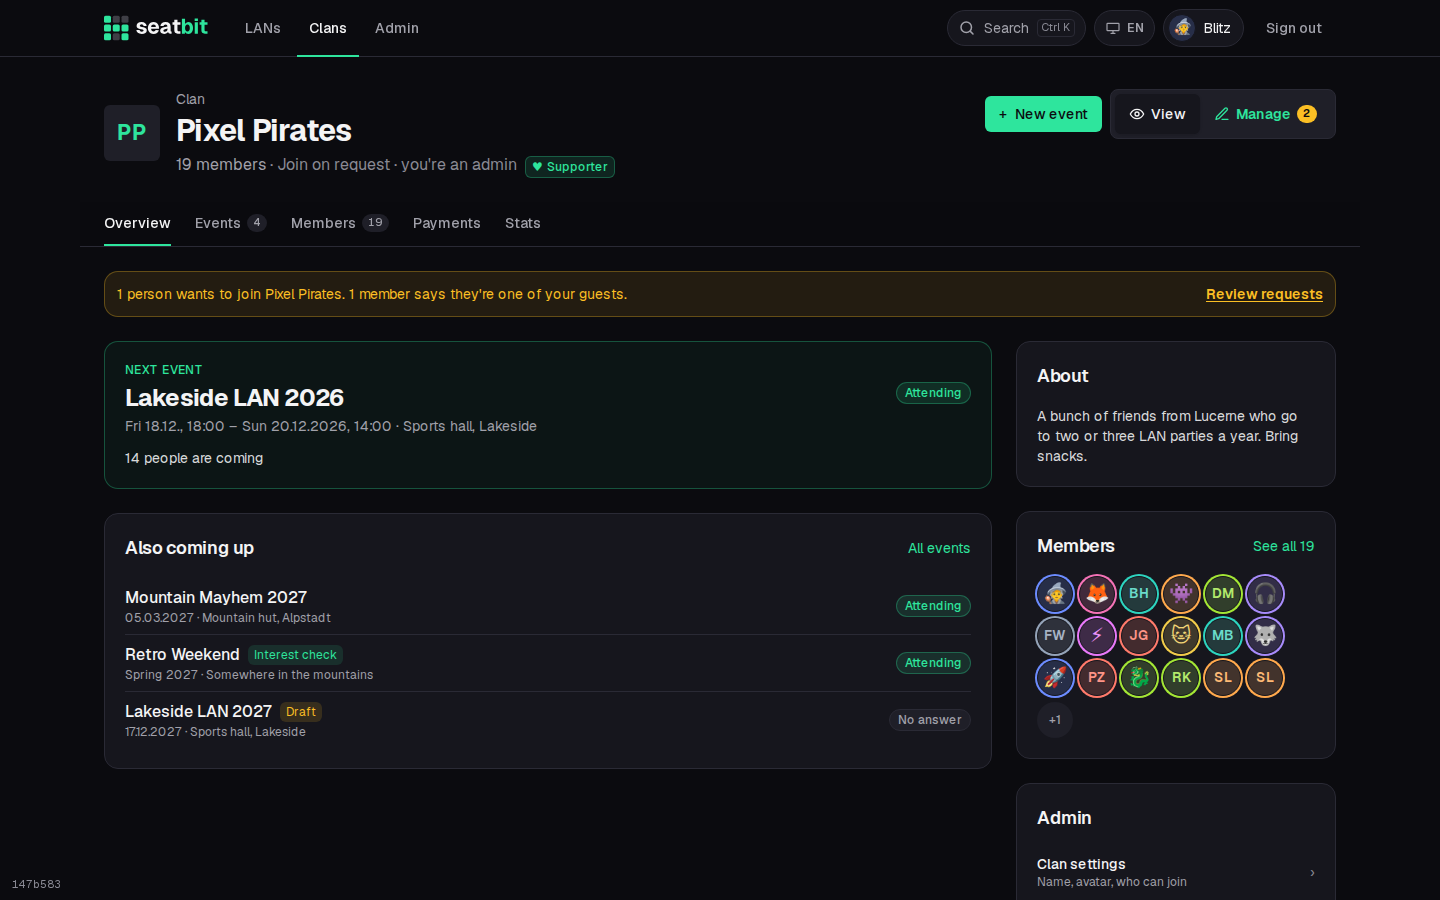 seatbit
LANs
Clans
Admin
Search Ctrl K
EN
Blitz
Sign out
PP
Clan
Pixel Pirates
19 members · Join on request · you're an admin
♥ Supporter
+ New event
View
Manage 2
Overview
Events 4
Members 19
Payments
Stats
1 person wants to join Pixel Pirates. 1 member says they're one of your guests.
Review requests
NEXT EVENT
Lakeside LAN 2026
Fri 18.12., 18:00 – Sun 20.12.2026, 14:00 · Sports hall, Lakeside
14 people are coming
Attending
Also coming up
All events
Mountain Mayhem 2027
05.03.2027 · Mountain hut, Alpstadt
Attending
Retro Weekend Interest check
Spring 2027 · Somewhere in the mountains
Attending
Lakeside LAN 2027 Draft
17.12.2027 · Sports hall, Lakeside
No answer
About
A bunch of friends from Lucerne who go
to two or three LAN parties a year. Bring
snacks.
Members
See all 19
BH DM
FW JG MB
PZ RK SL SL
+1
Admin
Clan settings
Name, avatar, who can join
147b583